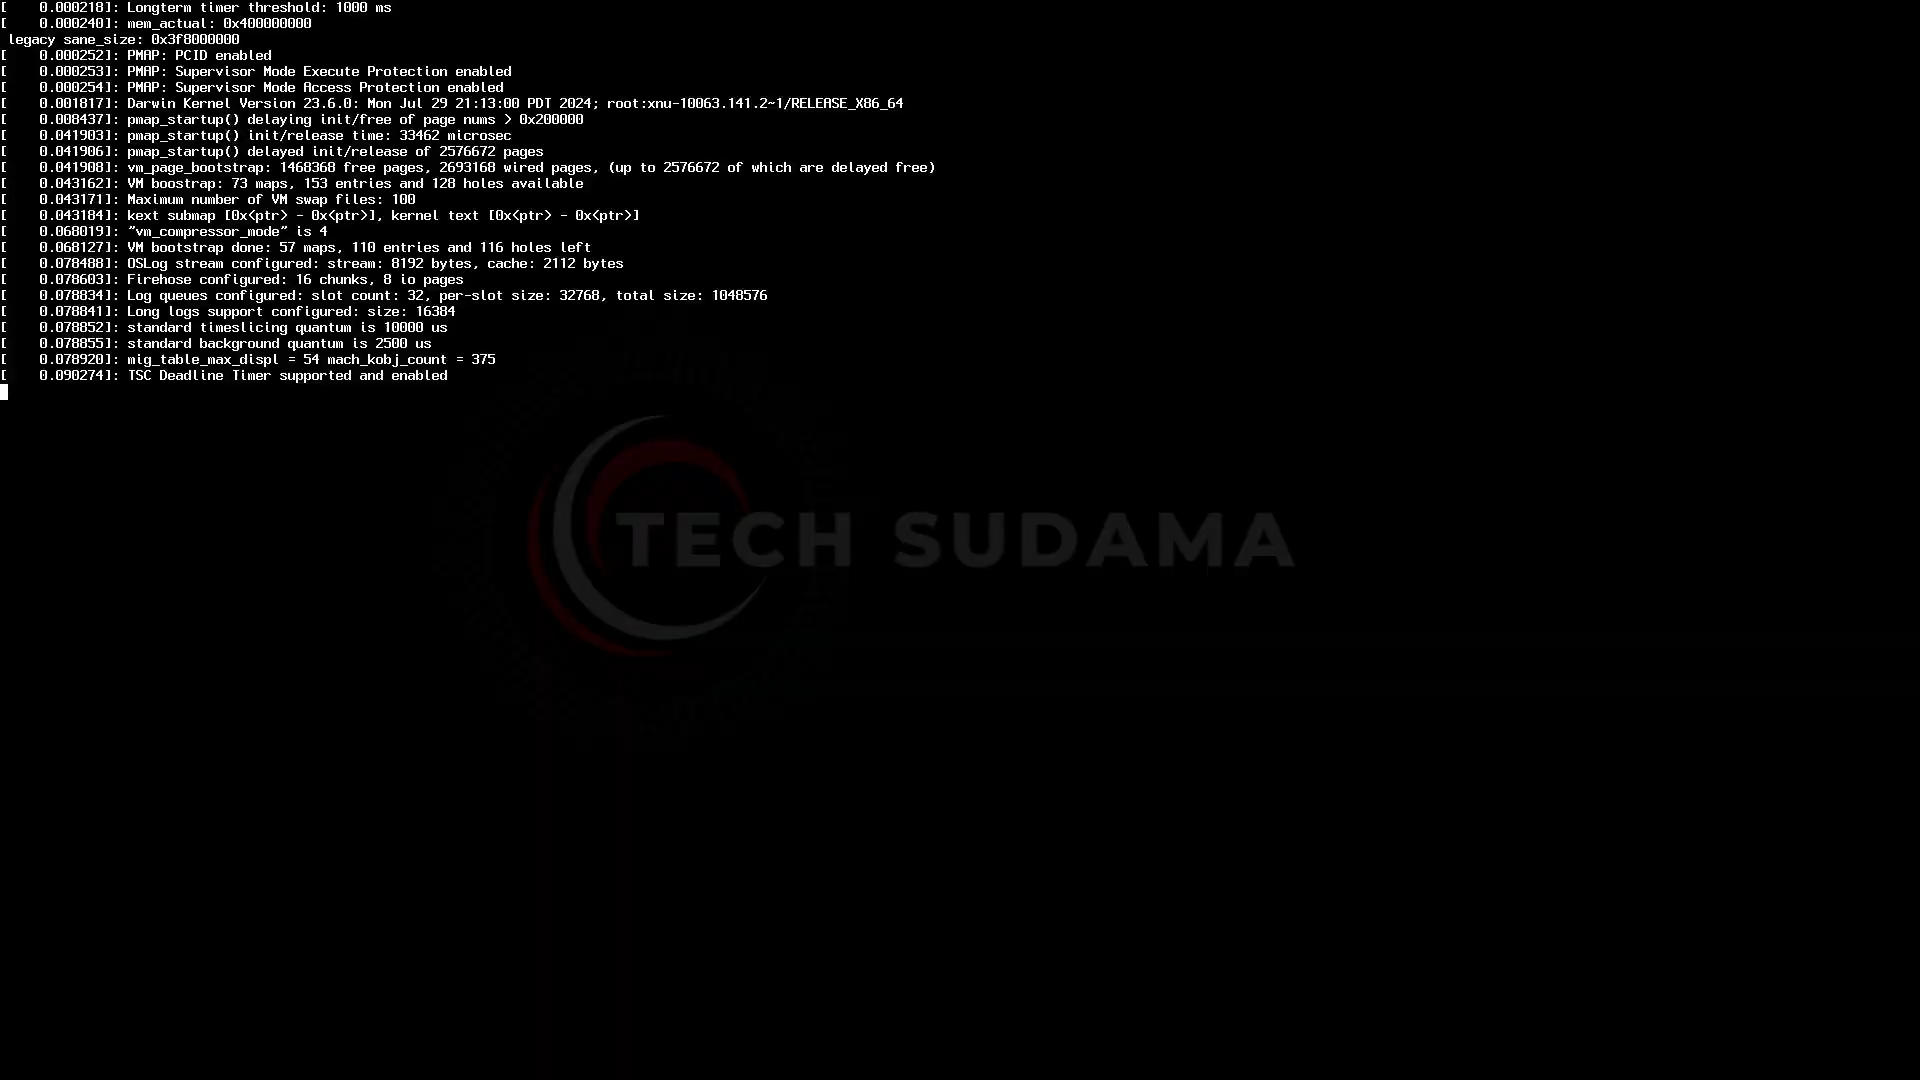 [    0.000218]: Longterm timer threshold: 1000 ms
[    0.000240]: mem_actual: 0x400000000
 legacy sane_size: 0x3f8000000
[    0.000252]: PMAP: PCID enabled
[    0.000253]: PMAP: Supervisor Mode Execute Protection enabled
[    0.000254]: PMAP: Supervisor Mode Access Protection enabled
[    0.001817]: Darwin Kernel Version 23.6.0: Mon Jul 29 21:13:00 PDT 2024; root:xnu-10063.141.2~1/RELEASE_X86_64
[    0.008437]: pmap_startup() delaying init/free of page nums > 0x200000
[    0.041903]: pmap_startup() init/release time: 33462 microsec
[    0.041906]: pmap_startup() delayed init/release of 2576672 pages
[    0.041908]: vm_page_bootstrap: 1468368 free pages, 2693168 wired pages, (up to 2576672 of which are delayed free)
[    0.043162]: VM boostrap: 73 maps, 153 entries and 128 holes available
[    0.043171]: Maximum number of VM swap files: 100
[    0.043184]: kext submap [0x<ptr> - 0x<ptr>], kernel text [0x<ptr> - 0x<ptr>]
[    0.068019]: "vm_compressor_mode" is 4
[    0.068127]: VM bootstrap done: 57 maps, 110 entries and 116 holes left
[    0.078488]: OSLog stream configured: stream: 8192 bytes, cache: 2112 bytes
[    0.078603]: Firehose configured: 16 chunks, 8 io pages
[    0.078834]: Log queues configured: slot count: 32, per-slot size: 32768, total size: 1048576
[    0.078841]: Long logs support configured: size: 16384
[    0.078852]: standard timeslicing quantum is 10000 us
[    0.078855]: standard background quantum is 2500 us
[    0.078920]: mig_table_max_displ = 54 mach_kobj_count = 375
[    0.090274]: TSC Deadline Timer supported and enabled
TECH SUDAMA